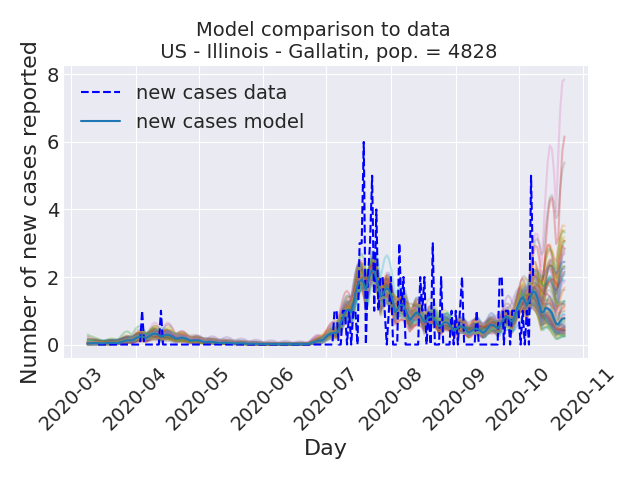 Model comparison to data
US - Illinois - Gallatin, pop. = 4828
Number of new cases reported
8
6
4
2
0
new cases data
new cases model
2020-03
2020-04
2020-05
2020-06
2020-07
2020-08
2020-09
2020-10
2020-11
Day